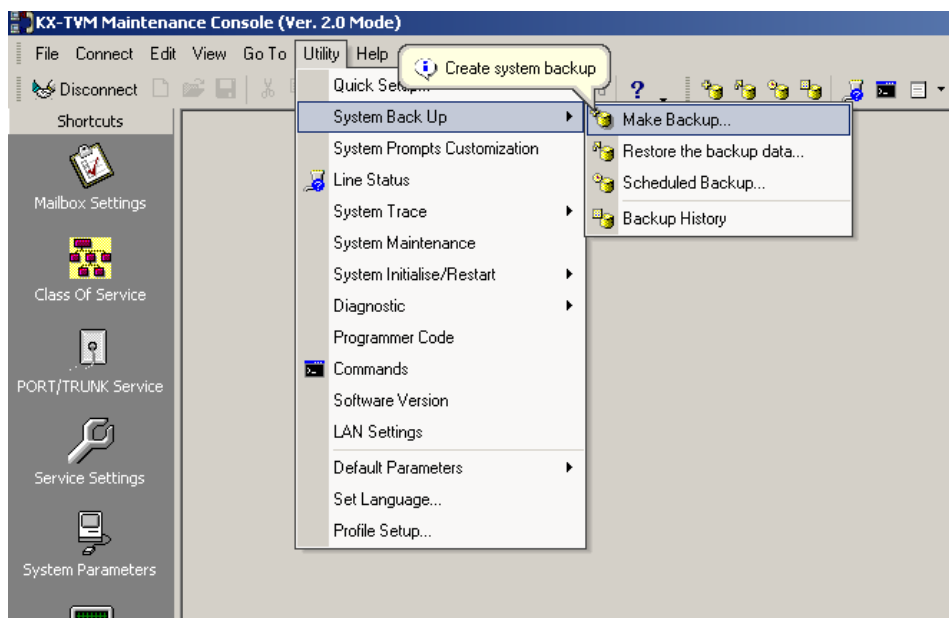 KX-TVM Maintenance Console (Ver. 2.0 Mode)
File Connect Edit View Go To Utility Help
Create system backup
Disconnect
Shortcuts
Mailbox Settings
Class Of Service
PORT/TRUNK Service
Service Settings
System Parameters
System Back Up
System Prompts Customization
Line Status
System Trace
System Maintenance
System Initialise/Restart
Diagnostic
Programmer Code
Commands
Software Version
LAN Settings
Default Parameters
Set Language...
Profile Setup...
Make Backup...
Restore the backup data...
Scheduled Backup...
Backup History